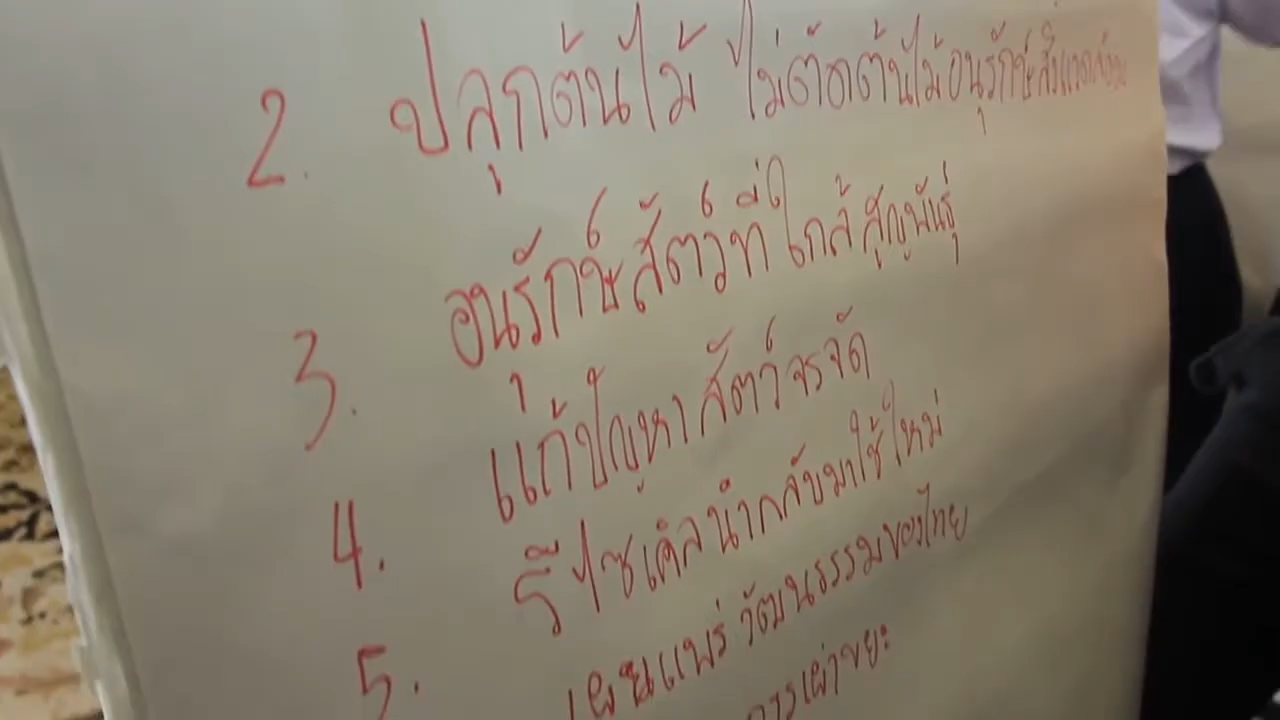 2. ปลูกต้นไม้ ไม่ตัดต้นไม้ อนุรักษ์สิ่งแวดล้อม
อนุรักษ์สัตว์ที่ใกล้สูญพันธุ์
3. แก้ปัญหาสัตว์จรจัด
4. รีไซเคิลนำกลับมาใช้ใหม่
5. เผยแพร่วัฒนธรรมของไทย
การเผาขยะ